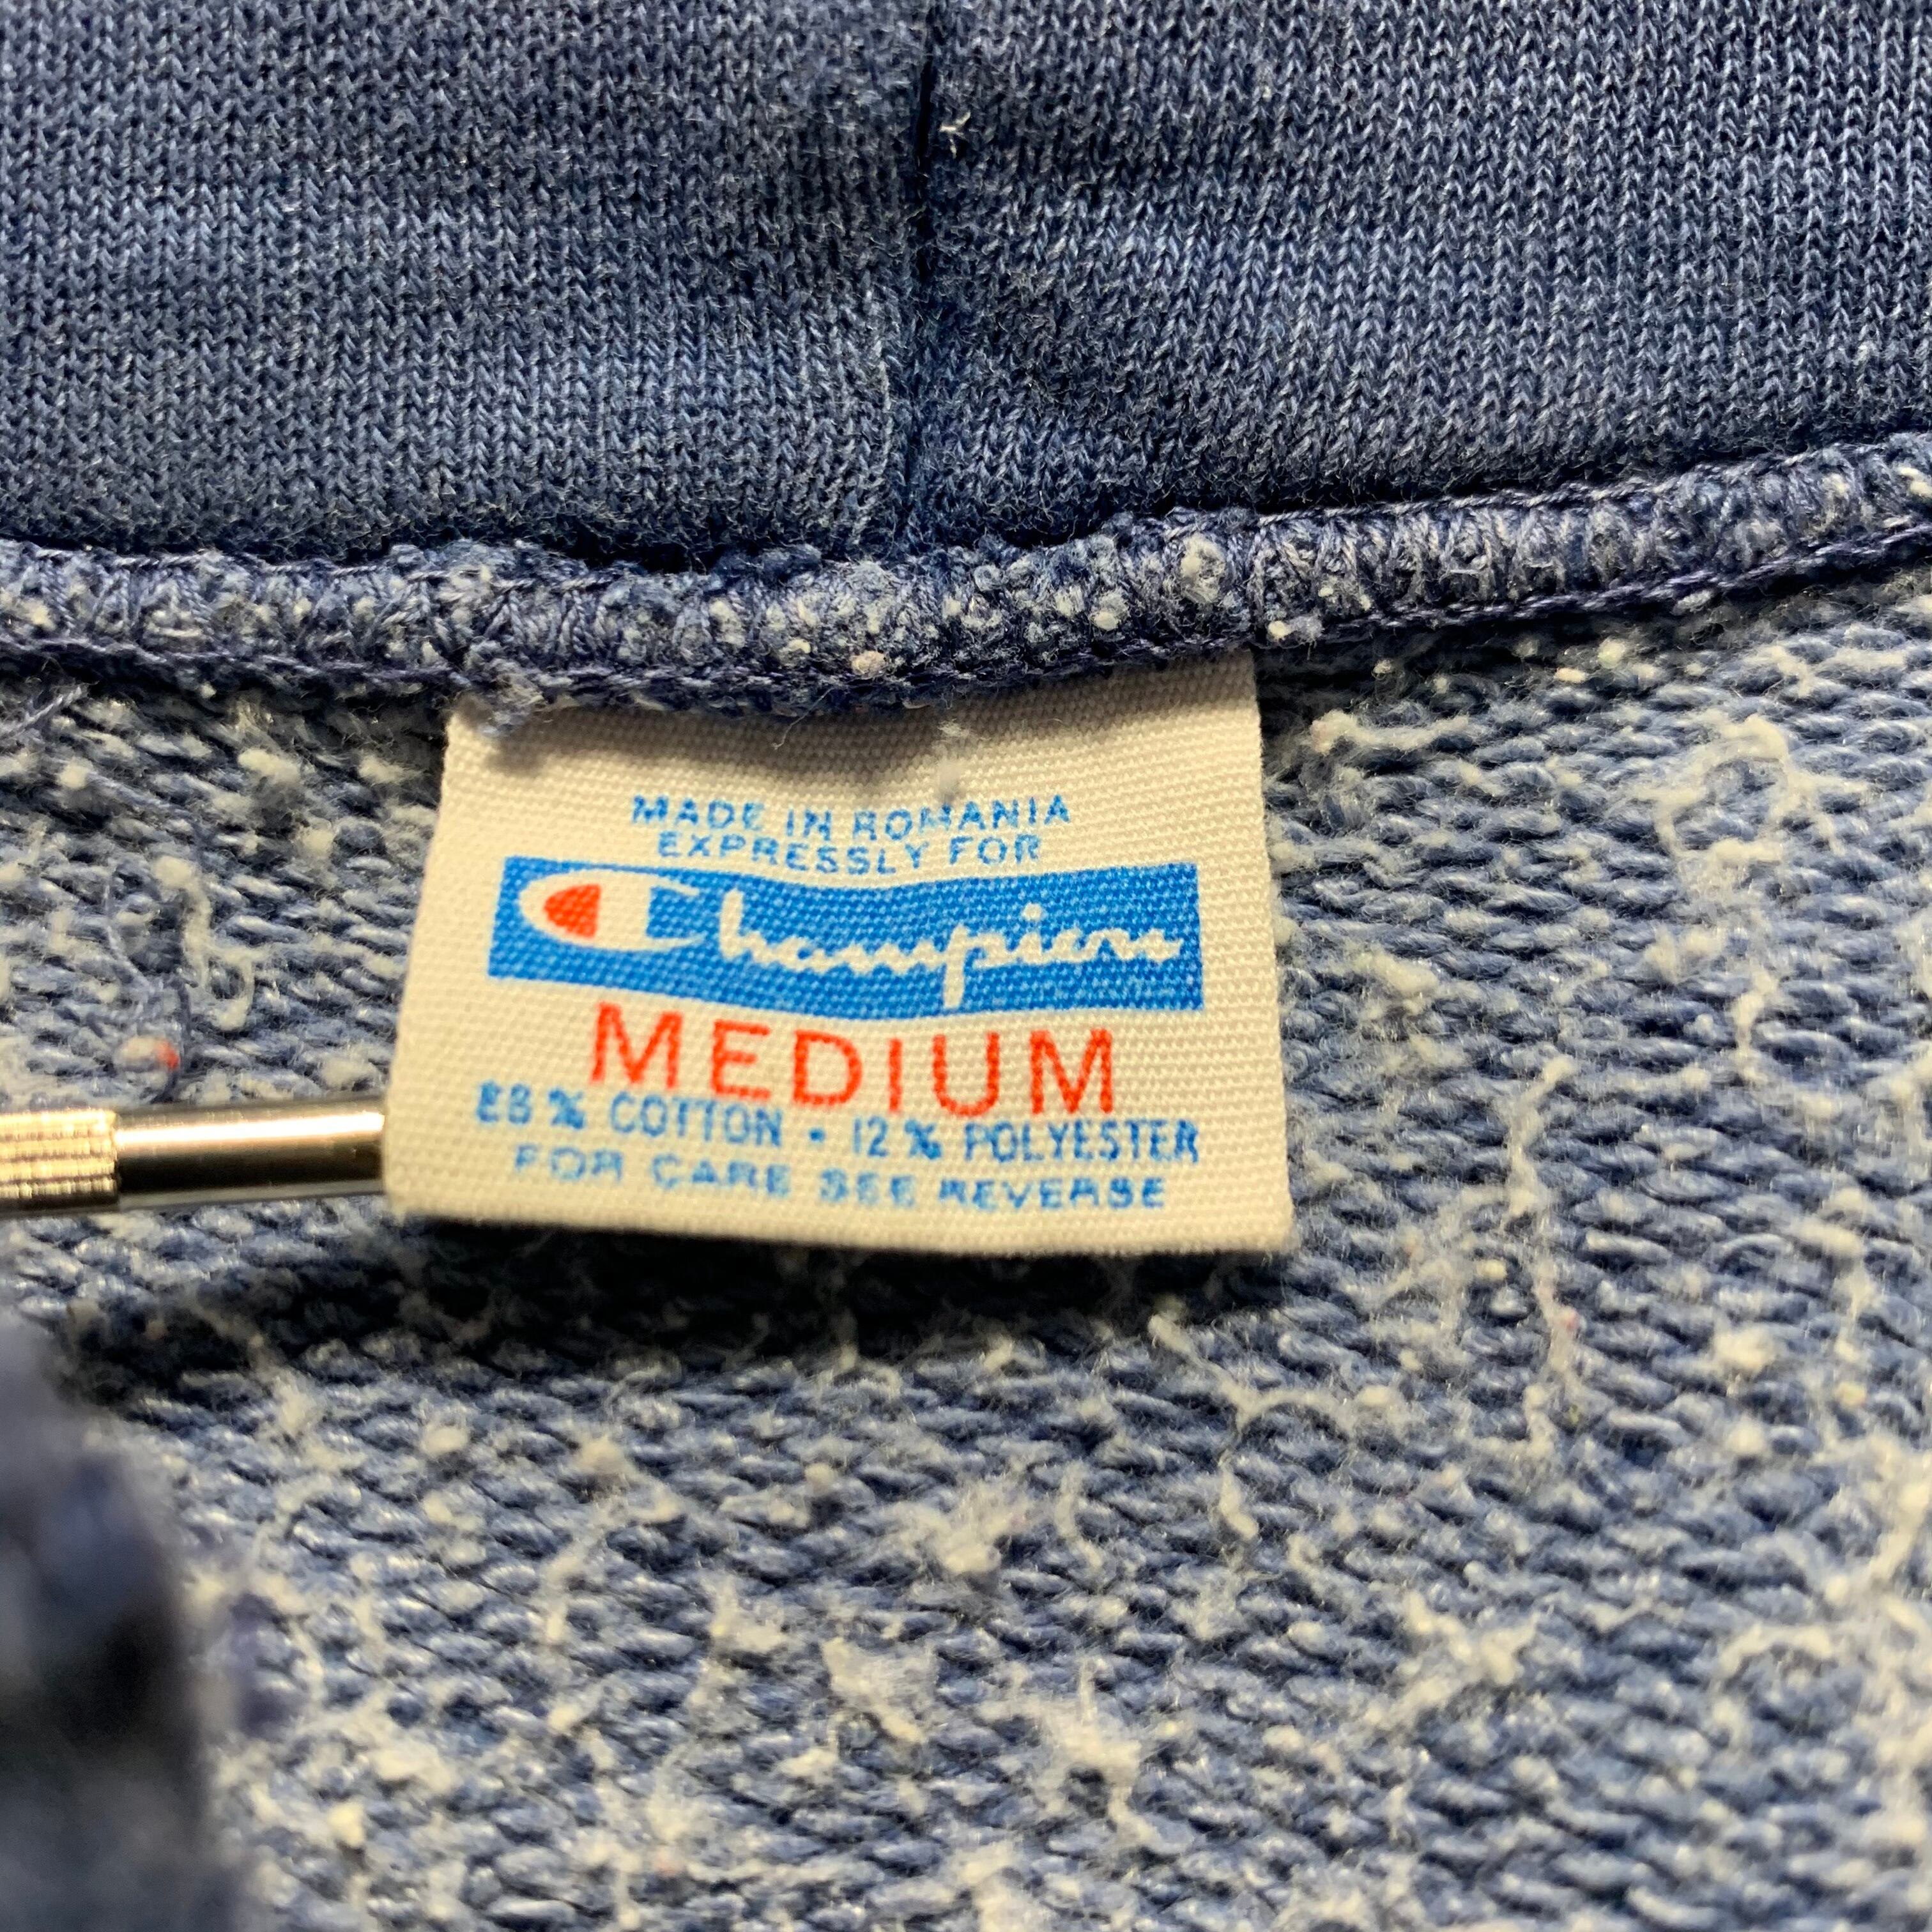 MADE IN ROMANIA
EXPRESSLY FOR
Champion
MEDIUM
88% COTTON • 12% POLYESTER
FOR CARE SEE REVERSE